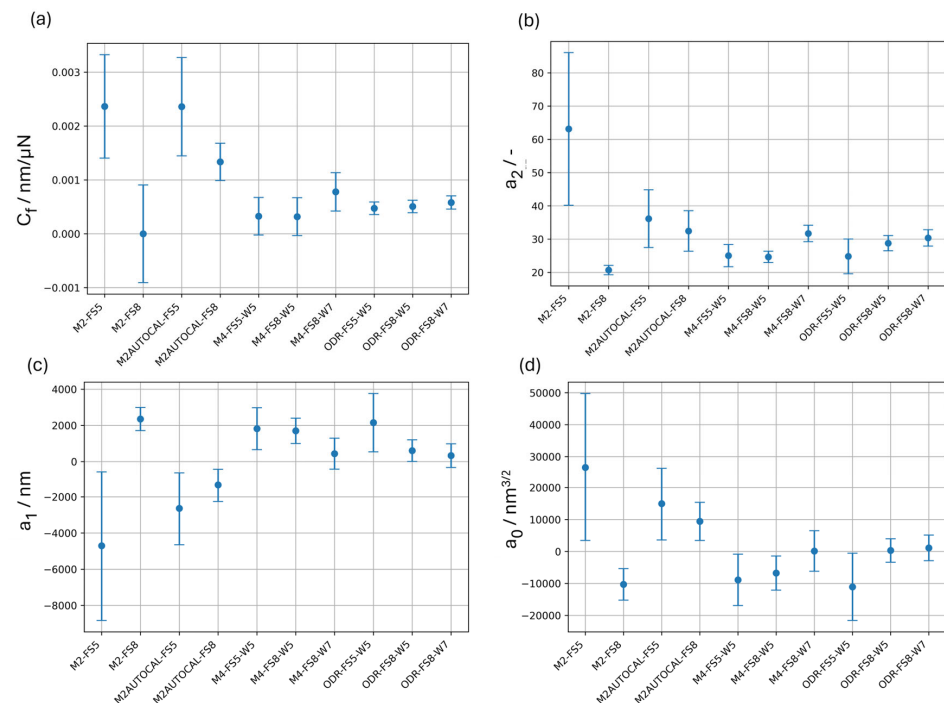 (a)
C_f / nm/µN
0.003
0.002
0.001
0.000
−0.001
M2-FS5
M2-FS8
M2AUTOCAL-FS5
M2AUTOCAL-FS8
M4-FS5-W5
M4-FS8-W5
M4-FS8-W7
ODR-FS5-W5
ODR-FS8-W5
ODR-FS8-W7
(b)
a_2 / -
80
70
60
50
40
30
20
M2-FS5
M2-FS8
M2AUTOCAL-FS5
M2AUTOCAL-FS8
M4-FS5-W5
M4-FS8-W5
M4-FS8-W7
ODR-FS5-W5
ODR-FS8-W5
ODR-FS8-W7
(c)
a_1 / nm
4000
2000
0
−2000
−4000
−6000
−8000
M2-FS5
M2-FS8
M2AUTOCAL-FS5
M2AUTOCAL-FS8
M4-FS5-W5
M4-FS8-W5
M4-FS8-W7
ODR-FS5-W5
ODR-FS8-W5
ODR-FS8-W7
(d)
a_0 / nm^{3/2}
50000
40000
30000
20000
10000
0
−10000
−20000
M2-FS5
M2-FS8
M2AUTOCAL-FS5
M2AUTOCAL-FS8
M4-FS5-W5
M4-FS8-W5
M4-FS8-W7
ODR-FS5-W5
ODR-FS8-W5
ODR-FS8-W7